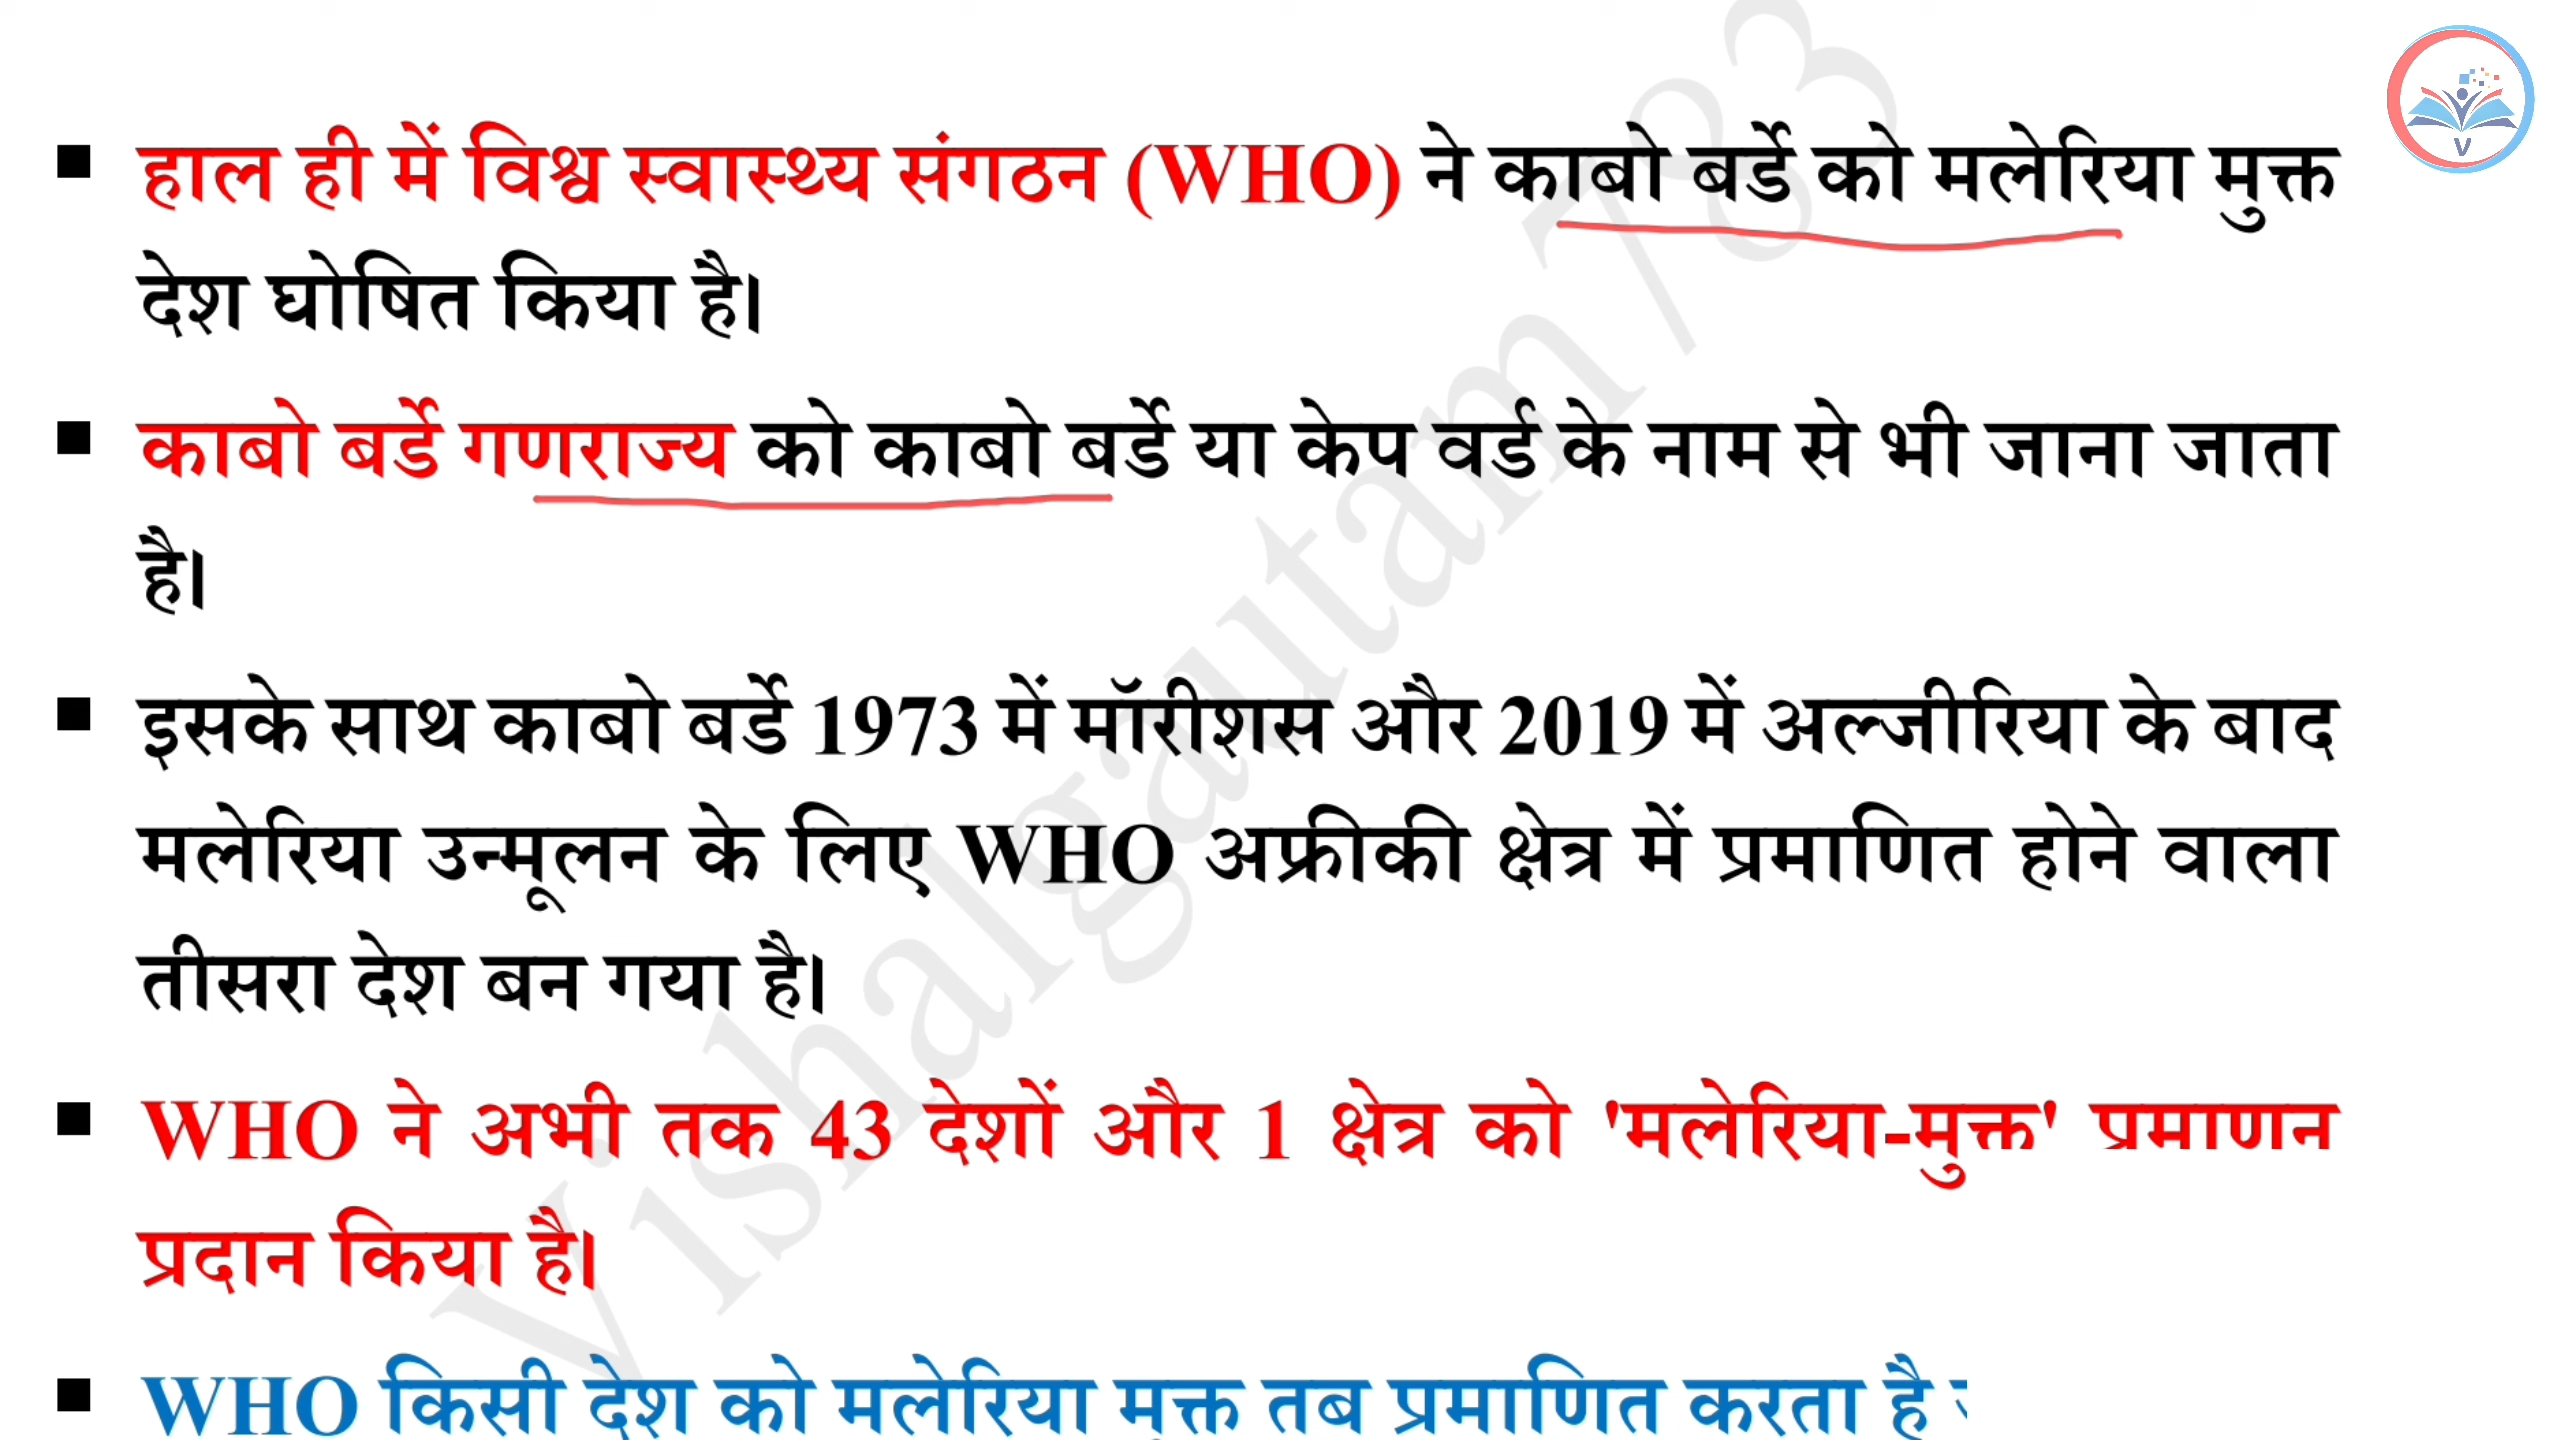 ▪ हाल ही में विश्व स्वास्थ्य संगठन (WHO) ने काबो बर्डे को मलेरिया मुक्त
देश घोषित किया है।
▪ काबो बर्डे गणराज्य को काबो बर्डे या केप वर्ड के नाम से भी जाना जाता
है।
▪ इसके साथ काबो बर्डे 1973 में मॉरीशस और 2019 में अल्जीरिया के बाद
मलेरिया उन्मूलन के लिए WHO अफ्रीकी क्षेत्र में प्रमाणित होने वाला
तीसरा देश बन गया है।
▪ WHO ने अभी तक 43 देशों और 1 क्षेत्र को 'मलेरिया-मुक्त' प्रमाणन
प्रदान किया है।
▪ WHO किसी देश को मलेरिया मुक्त तब प्रमाणित करता है
Vishalgautam783
V